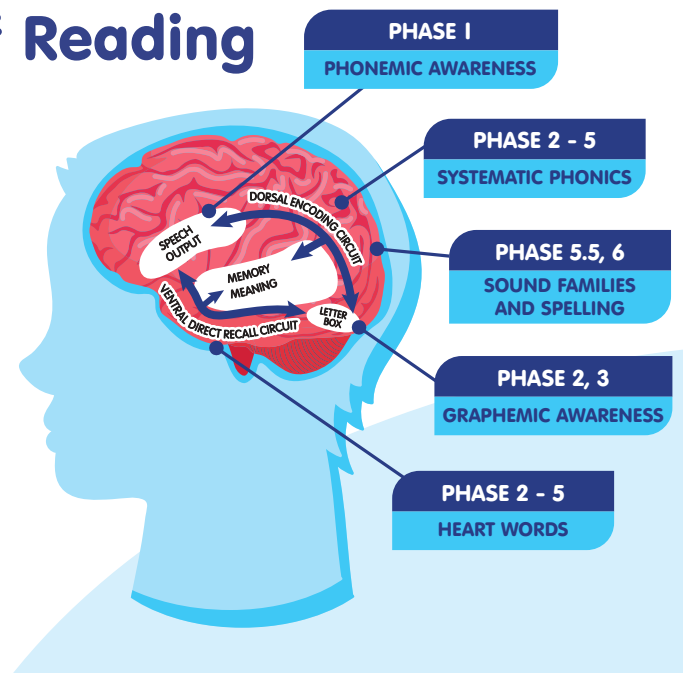 Reading
PHASE 1
PHONEMIC AWARENESS
PHASE 2 - 5
SYSTEMATIC PHONICS
PHASE 5.5, 6
SOUND FAMILIES
AND SPELLING
PHASE 2, 3
GRAPHEMIC AWARENESS
PHASE 2 - 5
HEART WORDS
DORSAL ENCODING CIRCUIT
SPEECH
OUTPUT
MEMORY
MEANING
LETTER
BOX
VENTRAL DIRECT RECALL CIRCUIT